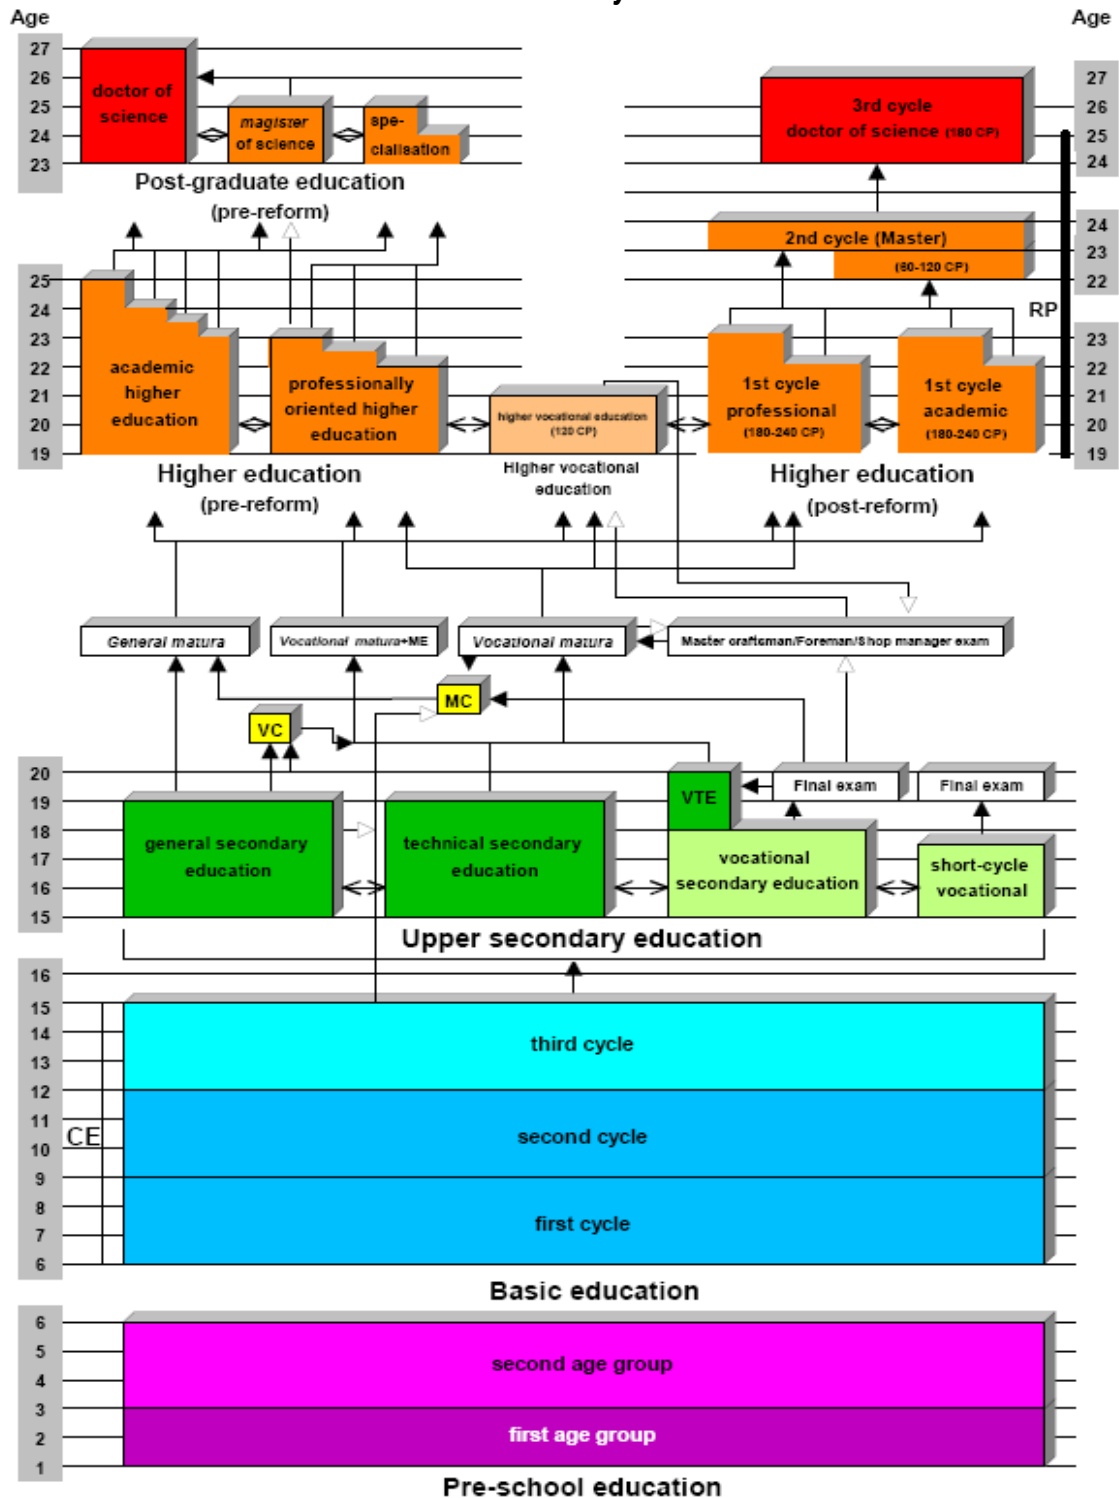 Age
Age
27
26
25
24
23
doctor of
science
magister
of science
spe-
cialisation
Post-graduate education
(pre-reform)
27
26
25
24
3rd cycle
doctor of science (180 CP)
24
23
22
2nd cycle (Master)
(60-120 CP)
RP
25
24
23
22
21
20
19
academic
higher
education
professionally
oriented higher
education
higher vocational education
(120 CP)
1st cycle
professional
(180-240 CP)
1st cycle
academic
(180-240 CP)
23
22
21
20
19
Higher education
(pre-reform)
Higher vocational
education
Higher education
(post-reform)
General matura
Vocational matura+ME
Vocational matura
Master craftsman/Foreman/Shop manager exam
MC
VC
20
19
18
17
16
15
general secondary
education
technical secondary
education
VTE
vocational
secondary education
Final exam
Final exam
short-cycle
vocational
Upper secondary education
16
15
14
13
12
11
10
9
8
7
6
CE
third cycle
second cycle
first cycle
Basic education
6
5
4
3
2
1
second age group
first age group
Pre-school education